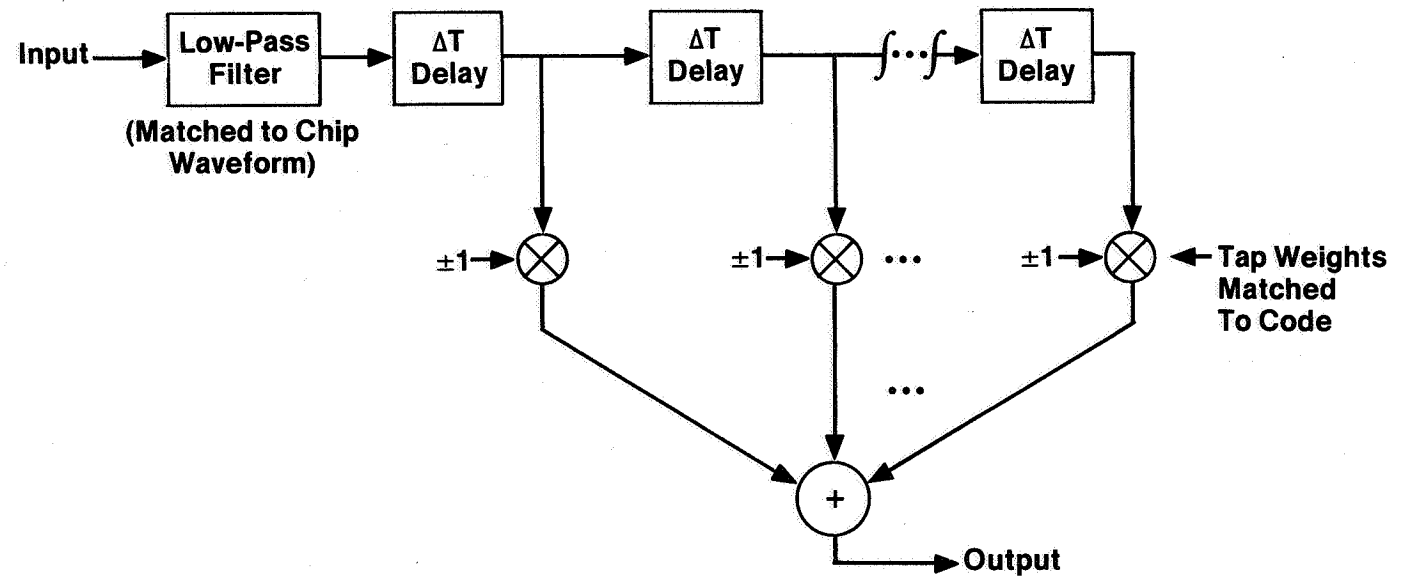 Input
Low-Pass
Filter
(Matched to Chip
Waveform)
ΔT
Delay
ΔT
Delay
...
ΔT
Delay
±1
±1
...
±1
Tap Weights
Matched
To Code
...
+
Output